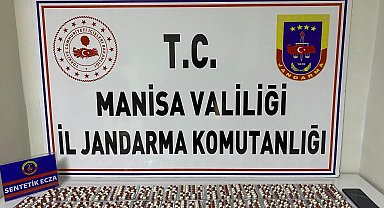 T.C.
MANİSA VALİLİĞİ
İL JANDARMA KOMUTANLIĞI
JANDARMA
SENTETİK ECZA